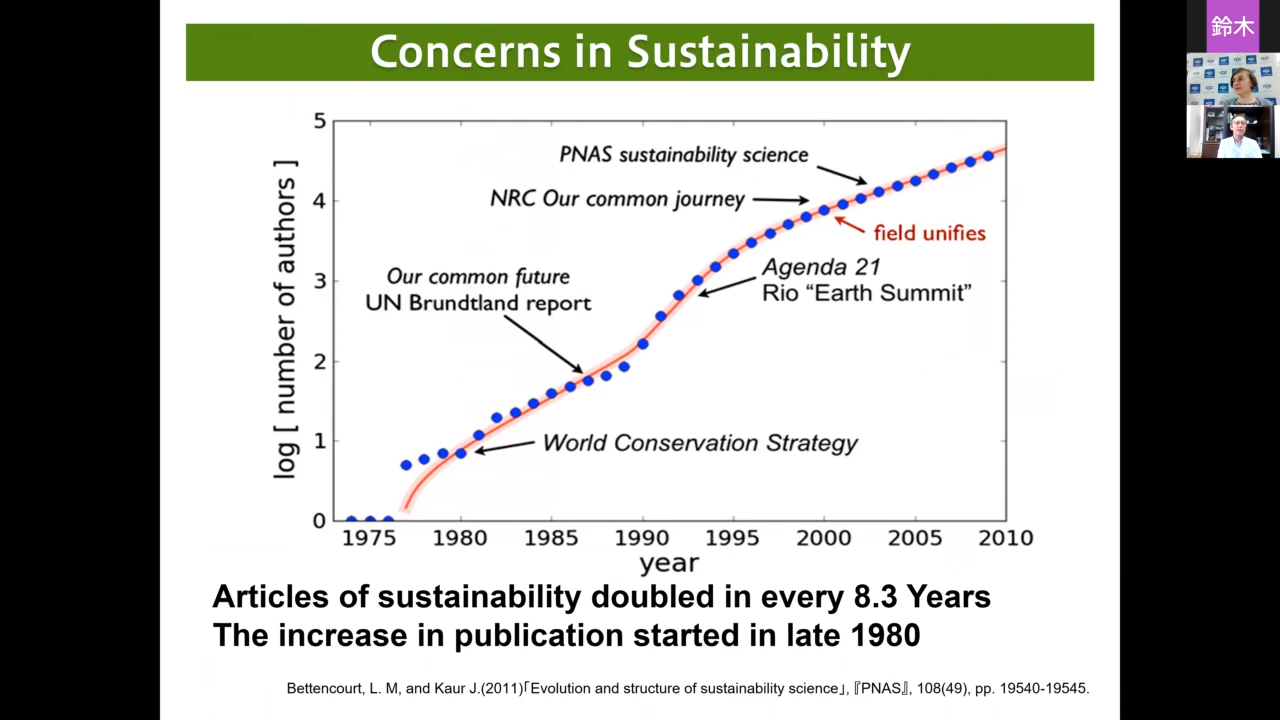 Concerns in Sustainability
鈴木
5
4
3
2
1
0
log [ number of authors ]
PNAS sustainability science
NRC Our common journey
field unifies
Our common future
UN Brundtland report
Agenda 21
Rio “Earth Summit”
World Conservation Strategy
1975 1980 1985 1990 1995 2000 2005 2010
year
Articles of sustainability doubled in every 8.3 Years
The increase in publication started in late 1980
Bettencourt, L. M, and Kaur J.(2011)「Evolution and structure of sustainability science」, 『PNAS』, 108(49), pp. 19540-19545.